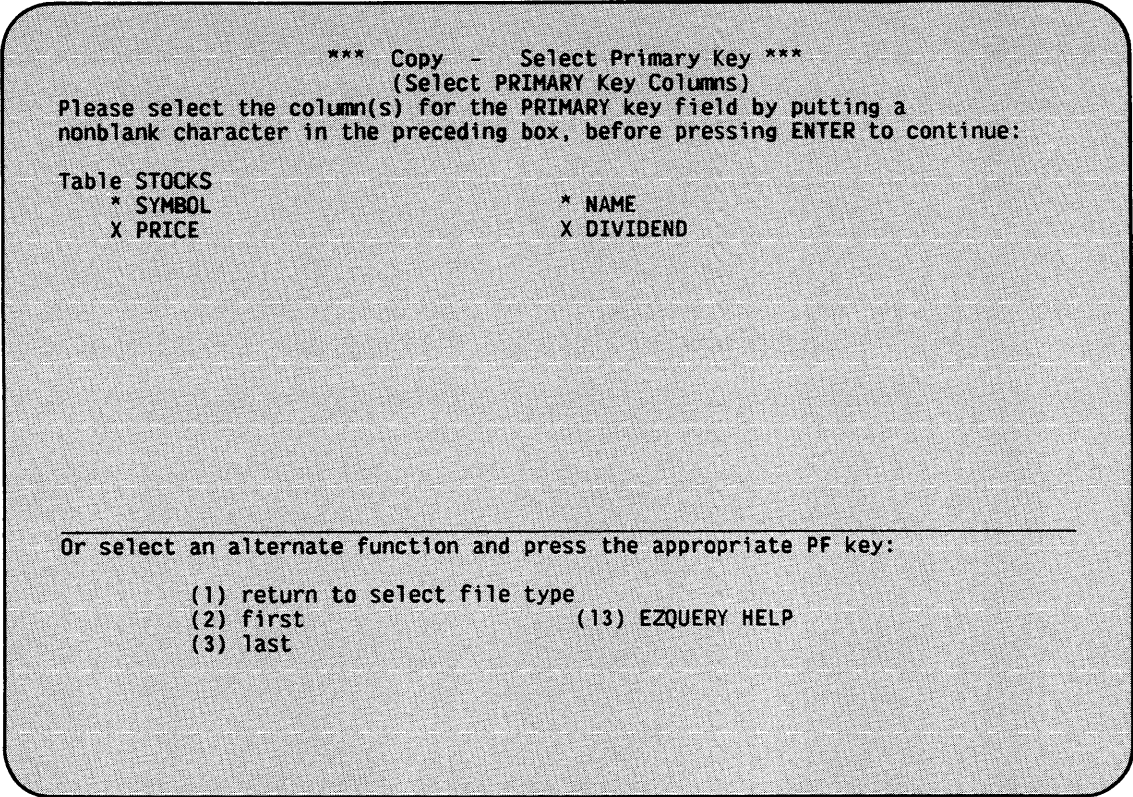 *** Copy - Select Primary Key ***
(Select PRIMARY Key Columns)
Please select the column(s) for the PRIMARY key field by putting a
nonblank character in the preceding box, before pressing ENTER to continue:
Table STOCKS
* SYMBOL * NAME
X PRICE X DIVIDEND
Or select an alternate function and press the appropriate PF key:
(1) return to select file type
(2) first (13) EZQUERY HELP
(3) last